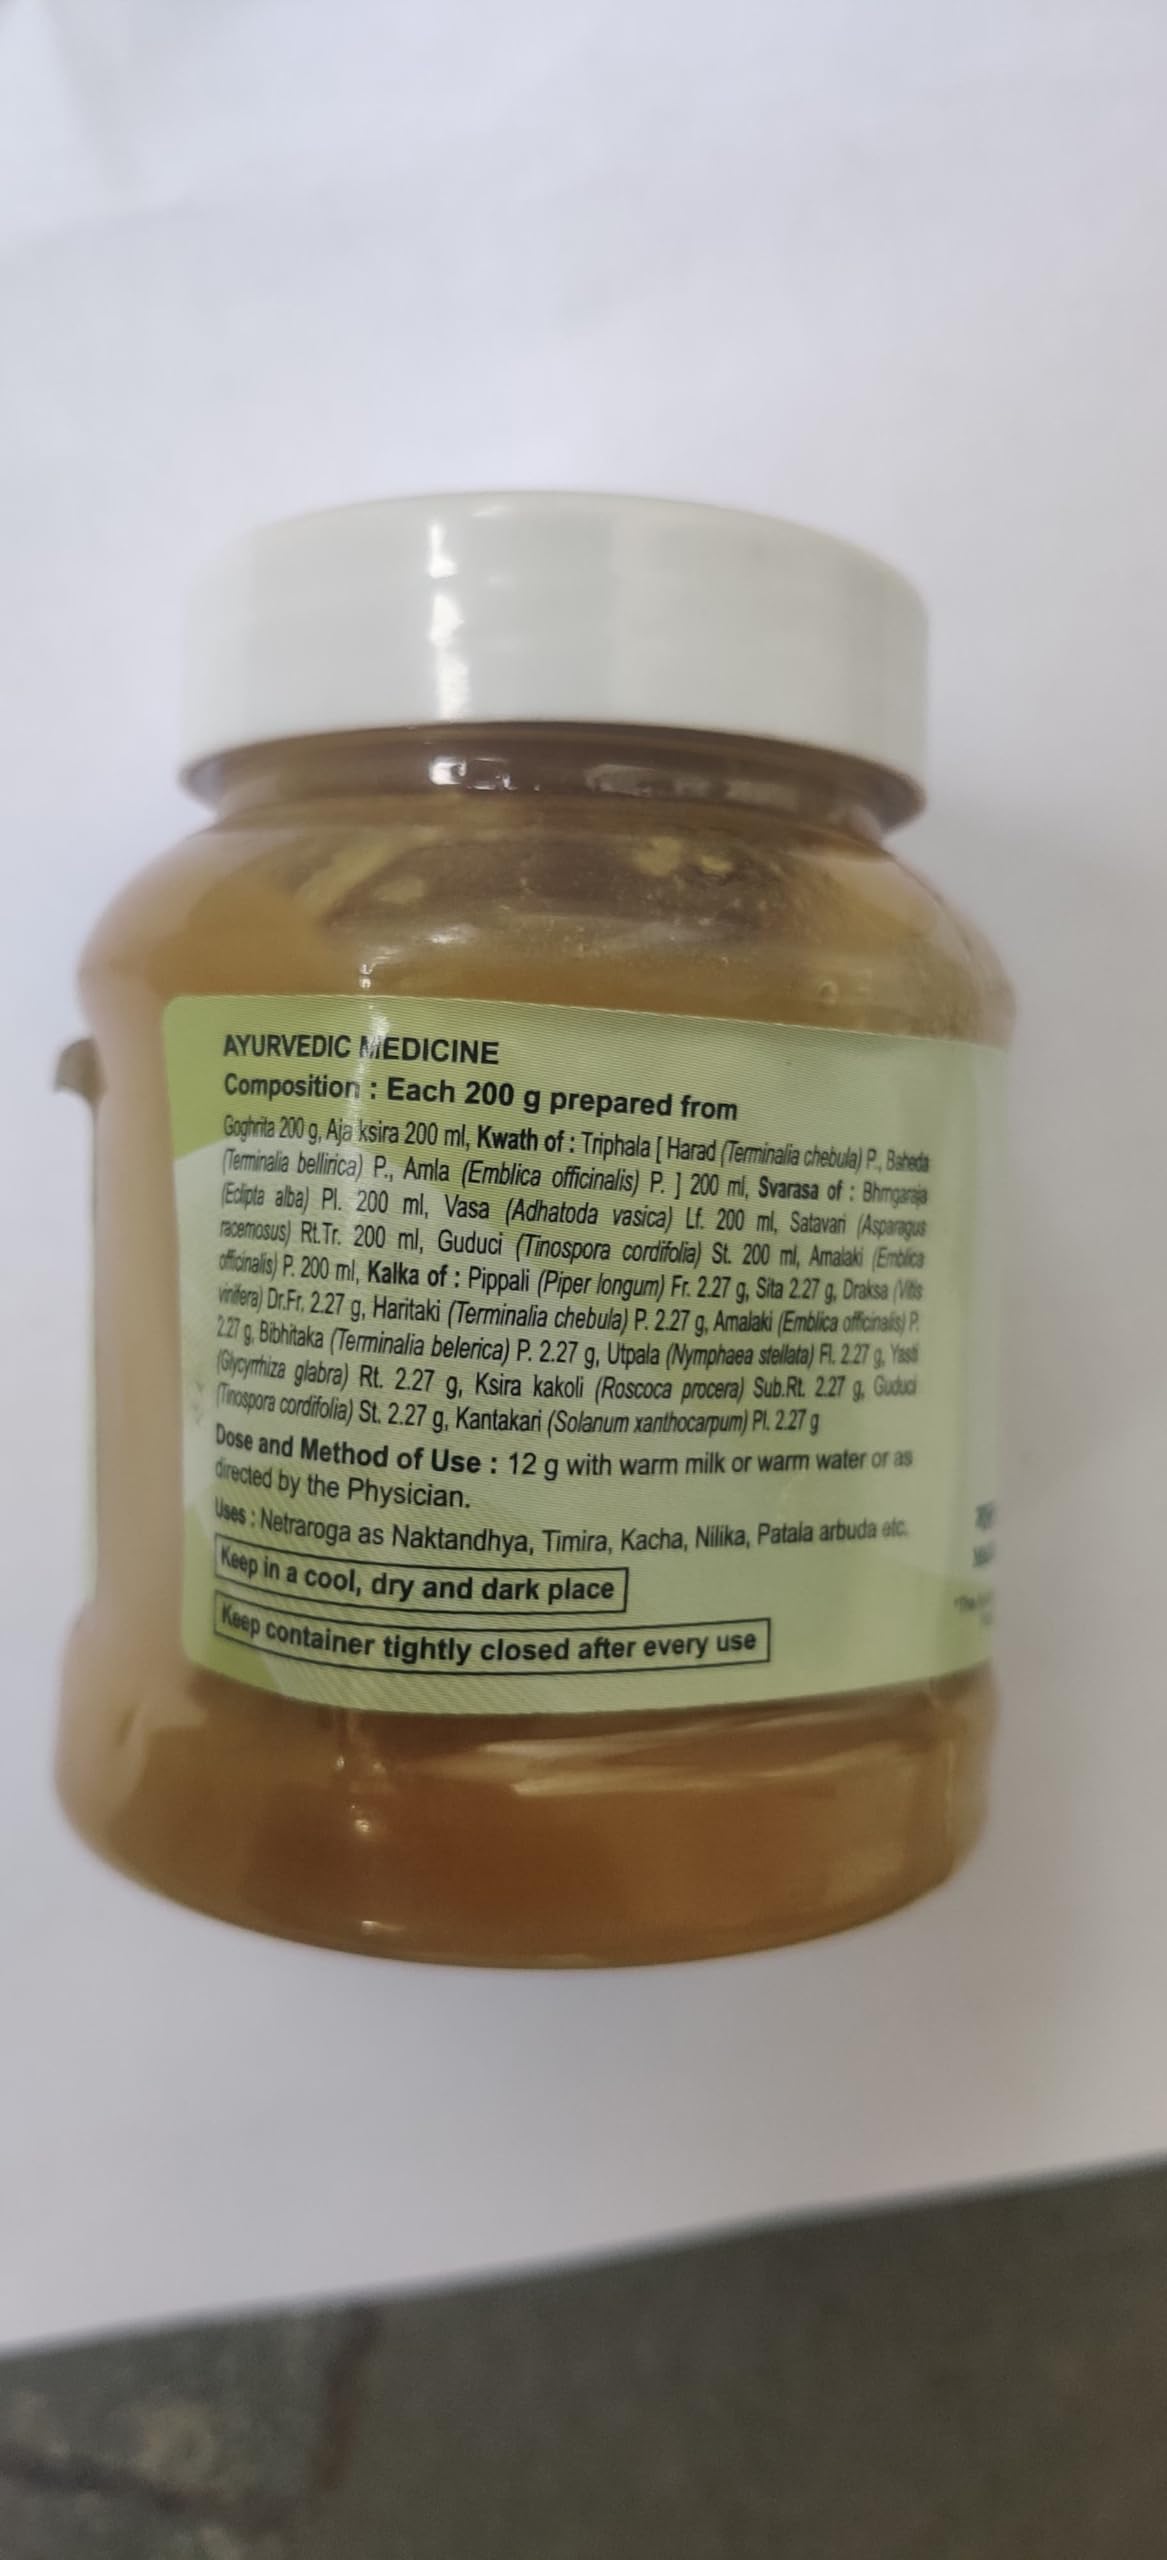 AYURVEDIC MEDICINE
Composition : Each 200 g prepared from
Goghrita 200 g, Aja ksira 200 ml, Kwath of : Triphala [ Harad (Terminalia chebula) P., Baheda
(Terminalia bellirica) P., Amla (Emblica officinalis) P. ] 200 ml, Svarasa of : Bhrngaraja
(Eclipta alba) Pl. 200 ml, Vasa (Adhatoda vasica) Lf. 200 ml, Satavari (Asparagus
racemosus) Rt.Tr. 200 ml, Guduci (Tinospora cordifolia) St. 200 ml, Amalaki (Emblica
officinalis) P. 200 ml, Kalka of : Pippali (Piper longum) Fr. 2.27 g, Sita 2.27 g, Draksa (Vitis
vinifera) Dr.Fr. 2.27 g, Haritaki (Terminalia chebula) P. 2.27 g, Amalaki (Emblica officinalis) P.
2.27 g, Bibhitaka (Terminalia belerica) P. 2.27 g, Utpala (Nymphaea stellata) Fl. 2.27 g, Yasti
(Glycyrrhiza glabra) Rt. 2.27 g, Ksira kakoli (Roscoca procera) Sub.Rt. 2.27 g, Guduci
(Tinospora cordifolia) St. 2.27 g, Kantakari (Solanum xanthocarpum) Pl. 2.27 g
Dose and Method of Use : 12 g with warm milk or warm water or as
directed by the Physician.
Uses : Netraroga as Naktandhya, Timira, Kacha, Nilika, Patala arbuda etc.
Keep in a cool, dry and dark place
Keep container tightly closed after every use